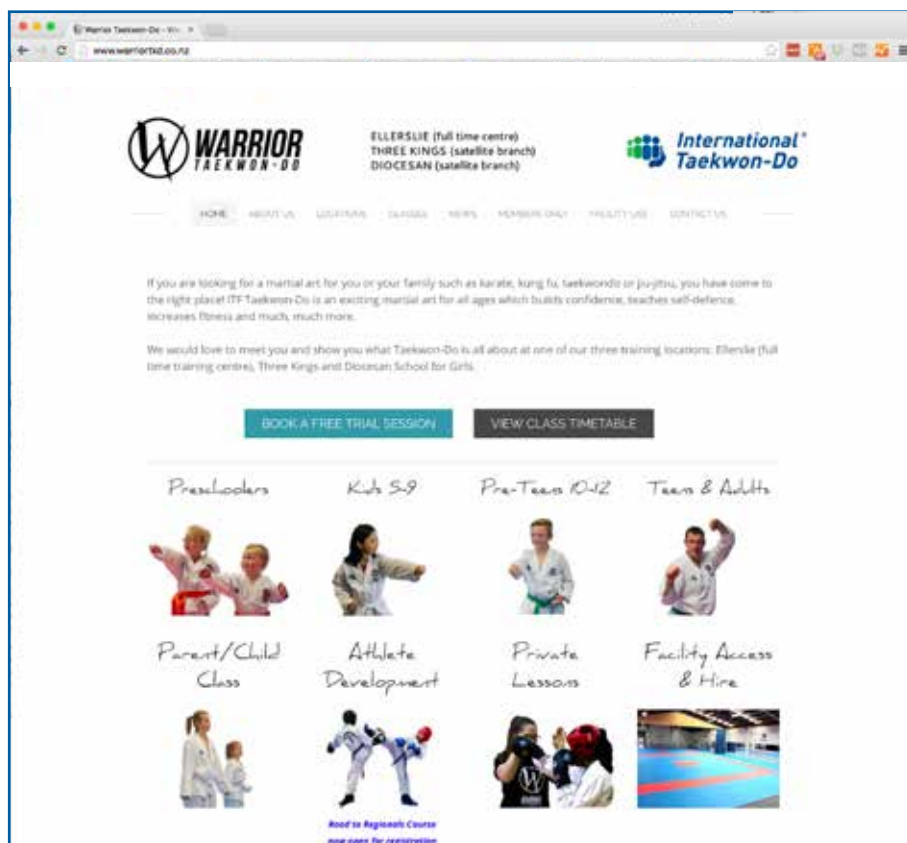 Warrior Taekwon-Do - W
www.warriortkd.co.nz
WARRIOR
TAEKWON-DO
ELLERSLIE (full time centre)
THREE KINGS (satellite branch)
DIOCESAN (satellite branch)
International
Taekwon-Do
HOME ABOUT US LOCATIONS CLASSES NEWS MEMBERS ONLY FACILITY USE CONTACT US
If you are looking for a martial art for you or your family such as karate, kung fu, taekwondo or ju-jitsu, you have come to
the right place! ITF Taekwon-Do is an exciting martial art for all ages which builds confidence, teaches self-defence,
increases fitness and much, much more.
We would love to meet you and show you what Taekwon-Do is all about at one of our three training locations: Ellerslie (full
time training centre), Three Kings and Diocesan School for Girls.
BOOK A FREE TRIAL SESSION VIEW CLASS TIMETABLE
Preschoolers Kids 5-9 Pre-Teens 10-12 Teens & Adults
Parent/Child Athlete Private Facility Access
Class Development Lessons & Hire
Road to Regionals Course
now open for registration